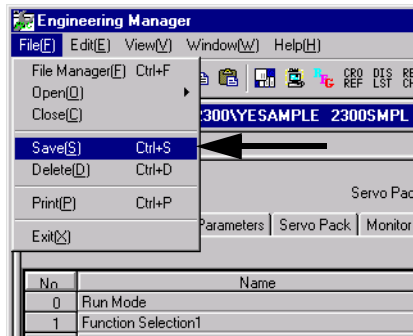 Engineering Manager
File(F) Edit(E) View(V) Window(W) Help(H)
File Manager(F) Ctrl+F
Open(O)
Close(C)
Save(S) Ctrl+S
Delete(D) Ctrl+D
Print(P) Ctrl+P
Exit(X)
CRO REF DIS LST
:300\YESAMPLE 2300SMPL
Servo Pac
Parameters Servo Pack Monitor
No Name
0 Run Mode
1 Function Selection1